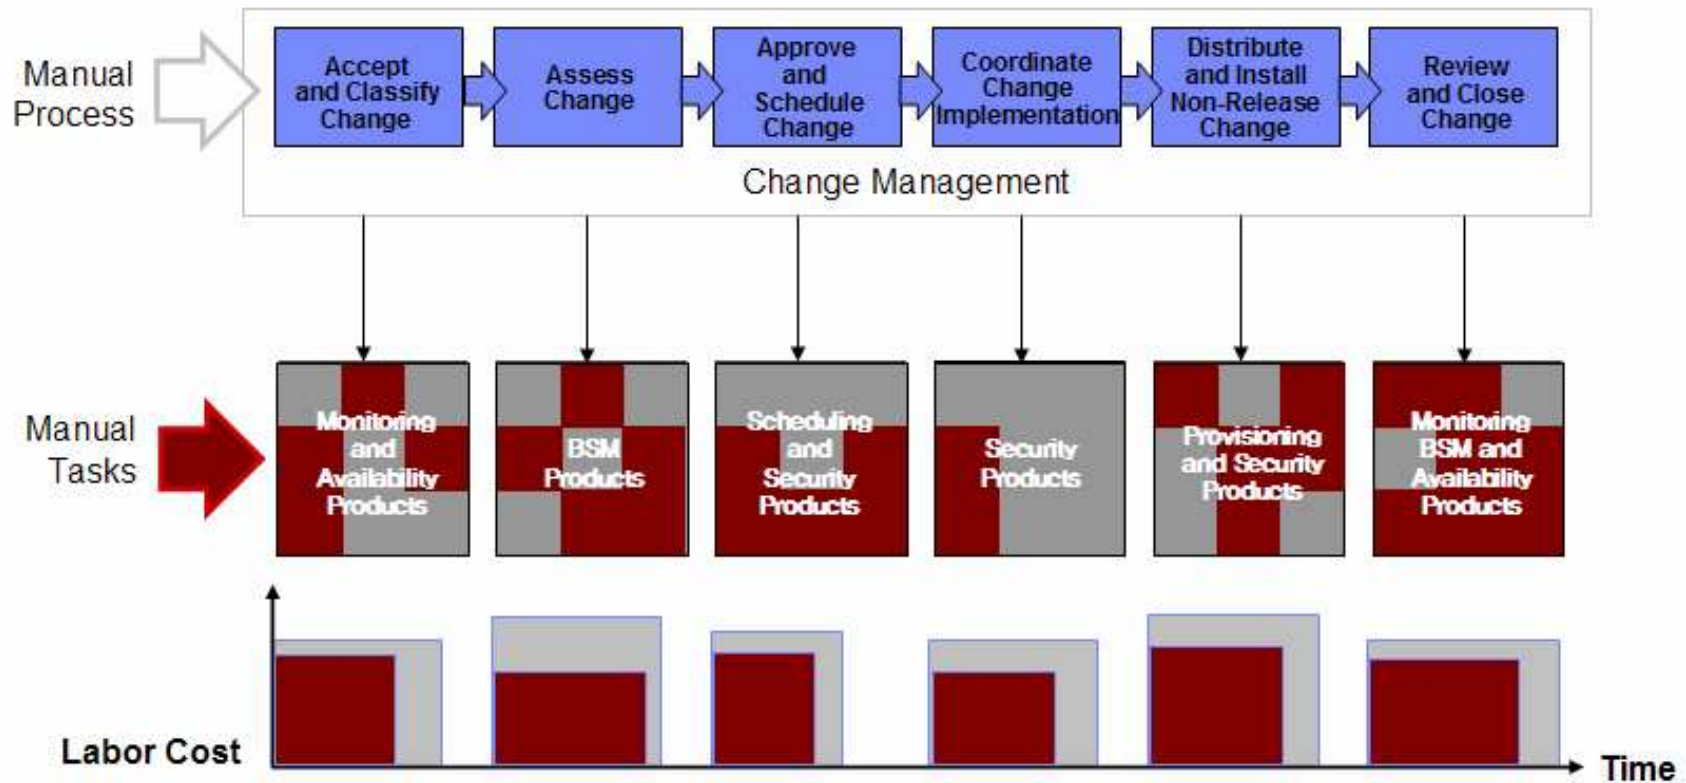 Manual
Process
Accept
and Classify
Change
Assess
Change
Approve
and
Schedule
Change
Coordinate
Change
Implementation
Distribute
and Install
Non-Release
Change
Review
and Close
Change
Change Management
Manual
Tasks
Monitoring
and
Availability
Products
BSM
Products
Scheduling
and
Security
Products
Security
Products
Provisioning
and Security
Products
Monitoring
BSM and
Availability
Products
Labor Cost
Time